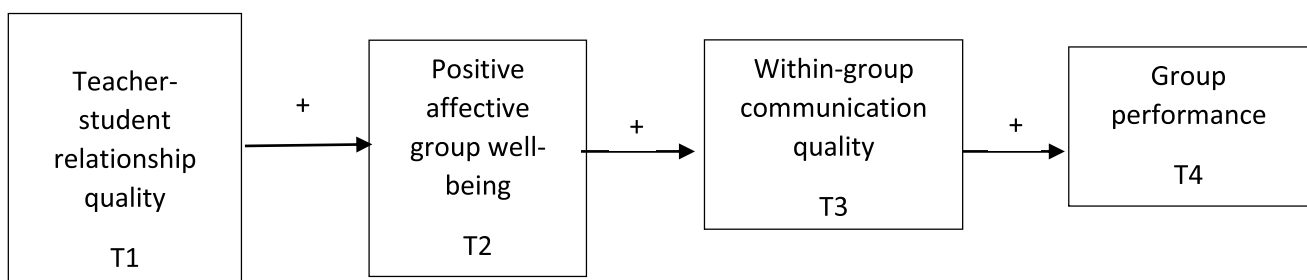 Teacher-
student
relationship
quality
T1
+
Positive
affective
group well-
being
T2
+
Within-group
communication
quality
T3
+
Group
performance
T4